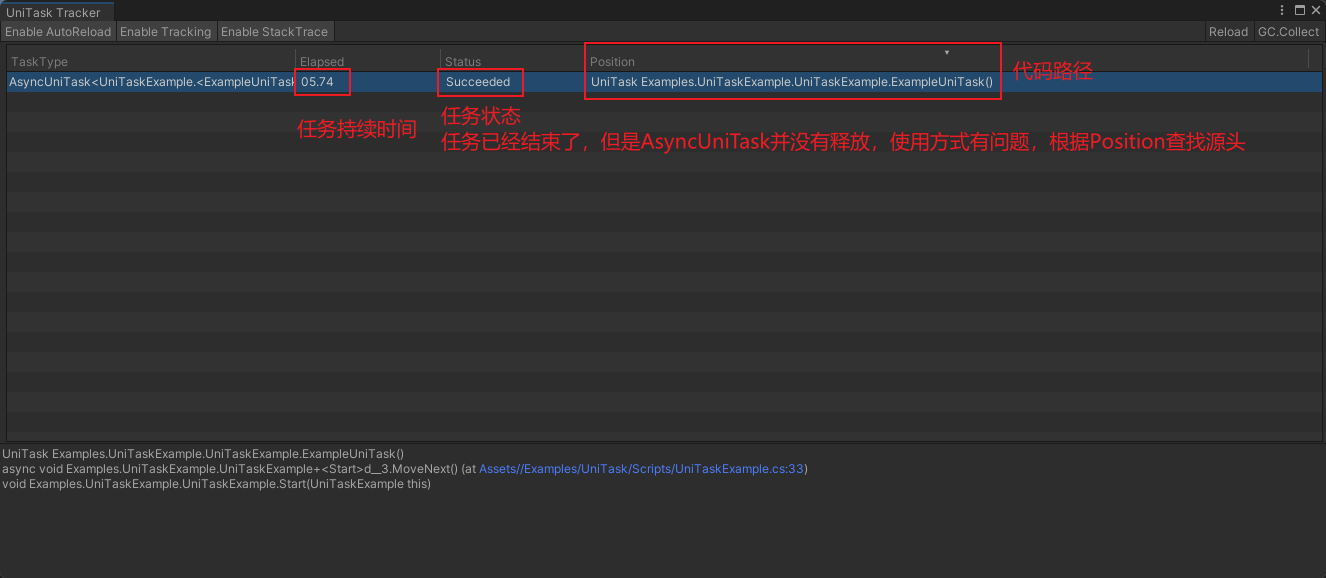 UniTask Tracker
Enable AutoReload Enable Tracking Enable StackTrace Reload GC.Collect
TaskType Elapsed Status Position
AsyncUniTask<UniTaskExample.<ExampleUniTask 05.74 Succeeded UniTask Examples.UniTaskExample.UniTaskExample.ExampleUniTask()
代码路径
任务持续时间
任务状态
任务已经结束了，但是AsyncUniTask并没有释放，使用方式有问题，根据Position查找源头
UniTask Examples.UniTaskExample.UniTaskExample.ExampleUniTask()
async void Examples.UniTaskExample.UniTaskExample+<Start>d__3.MoveNext() (at Assets//Examples/UniTask/Scripts/UniTaskExample.cs:33)
void Examples.UniTaskExample.UniTaskExample.Start(UniTaskExample this)